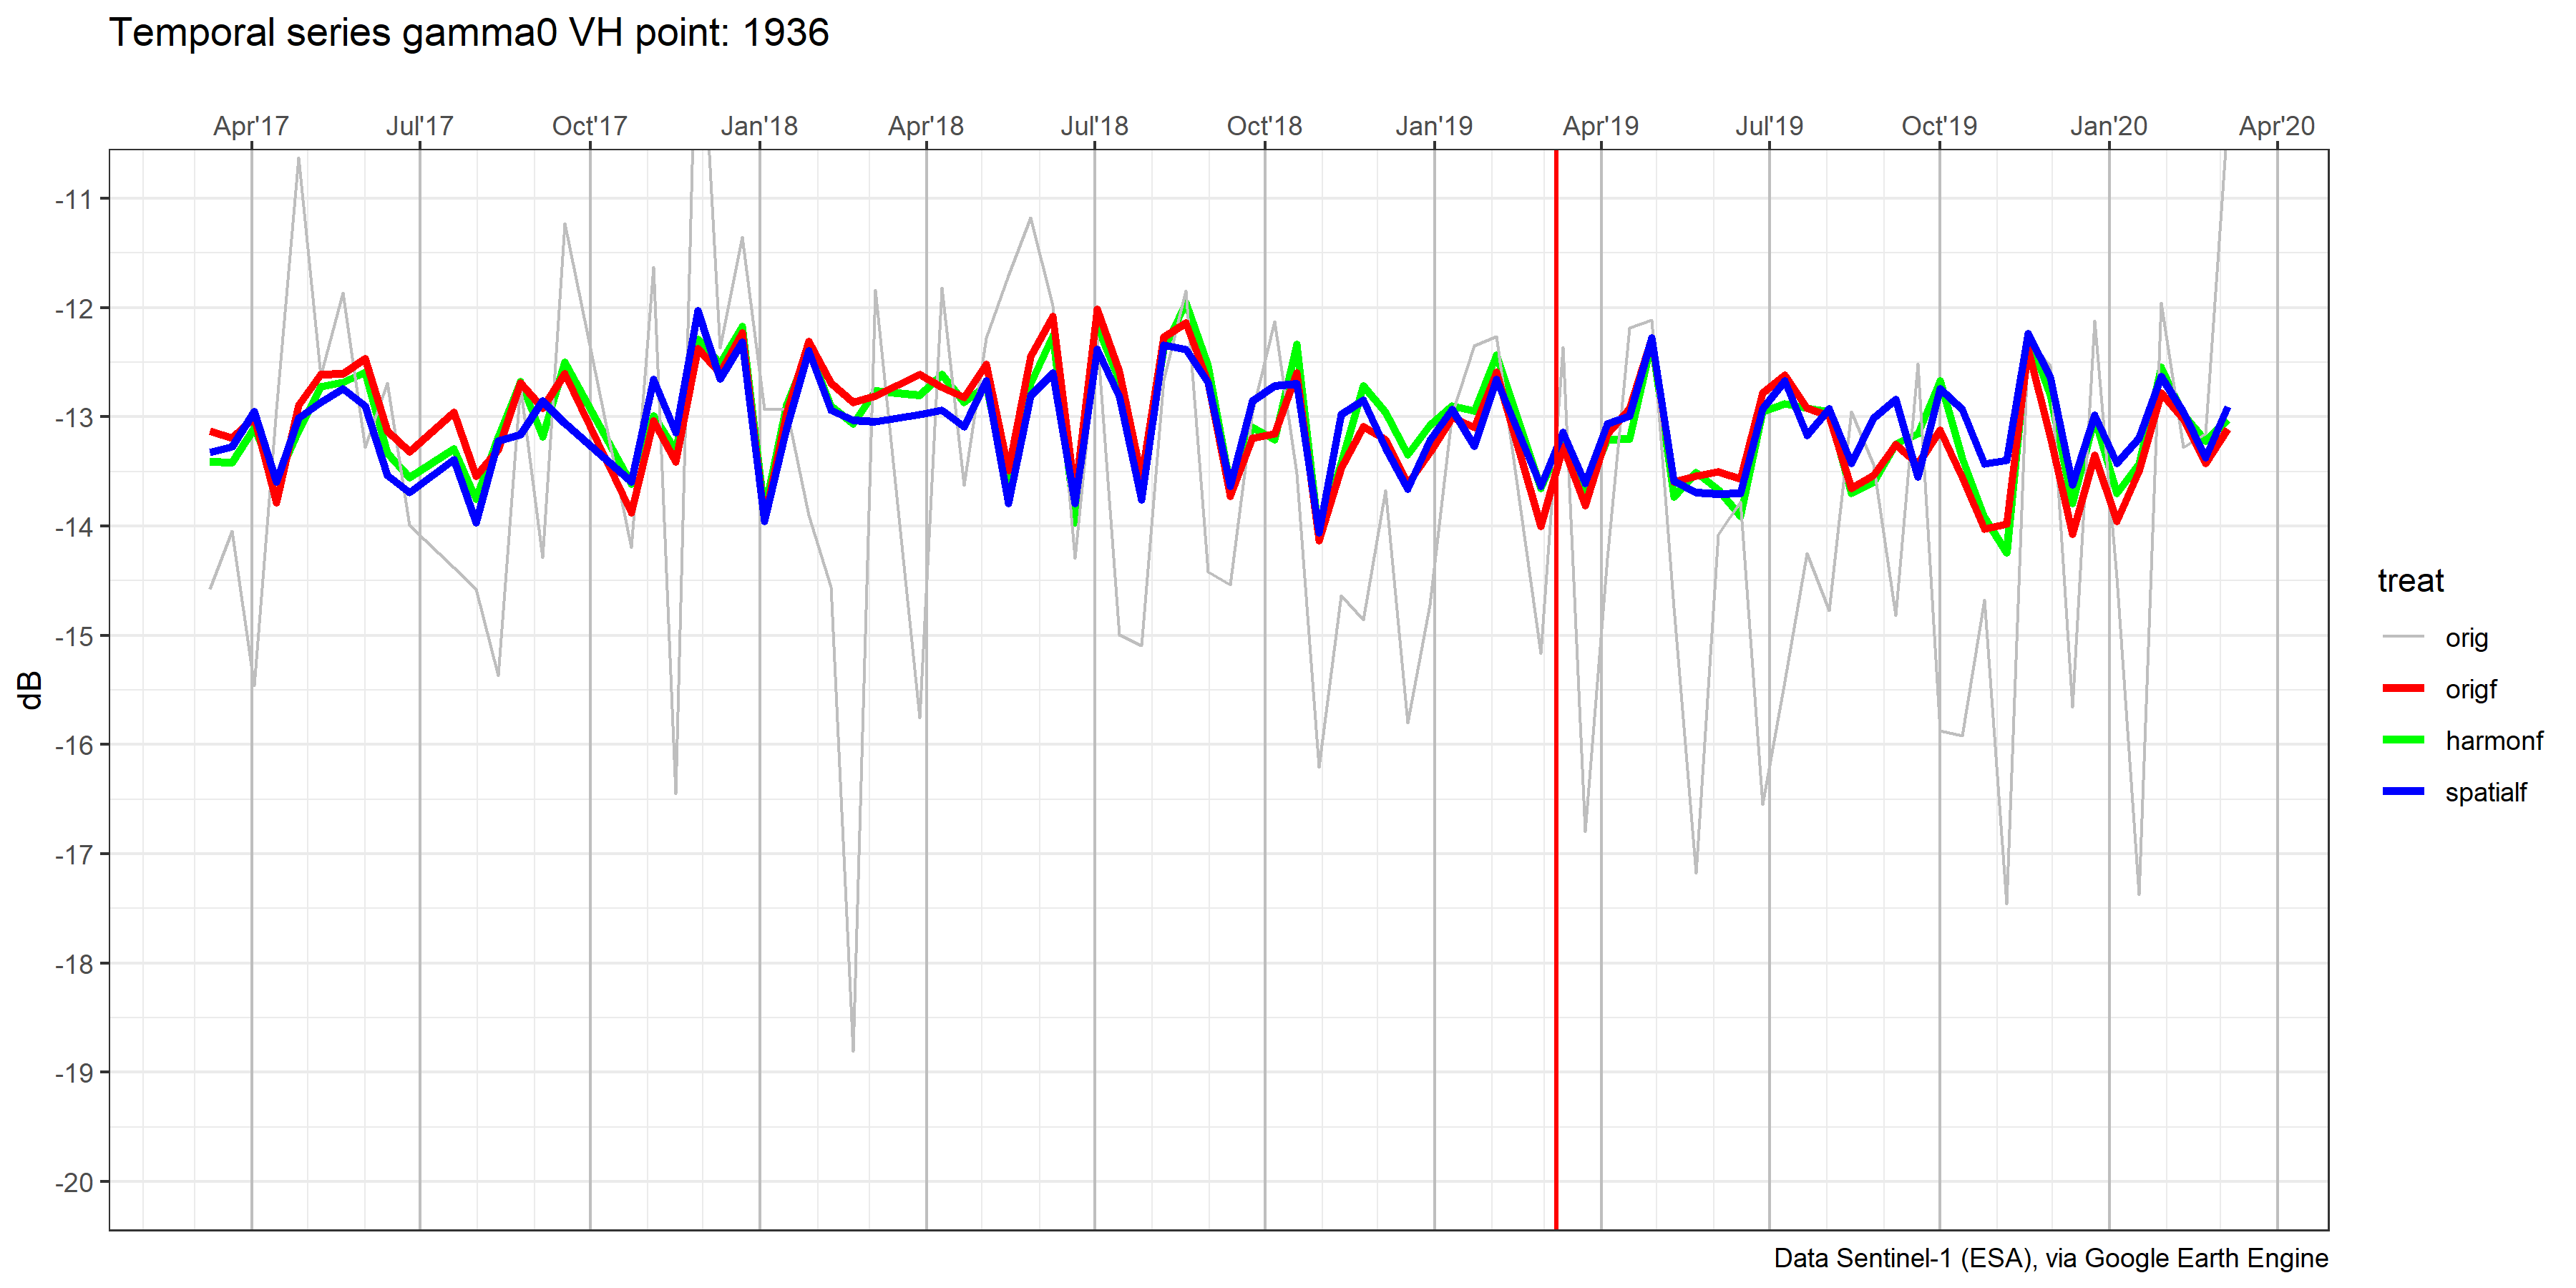 Temporal series gamma0 VH point: 1936
Apr'17 Jul'17 Oct'17 Jan'18 Apr'18 Jul'18 Oct'18 Jan'19 Apr'19 Jul'19 Oct'19 Jan'20 Apr'20
-11
-12
-13
-14
-15
-16
-17
-18
-19
-20
dB
treat
orig
origf
harmonf
spatialf
Data Sentinel-1 (ESA), via Google Earth Engine